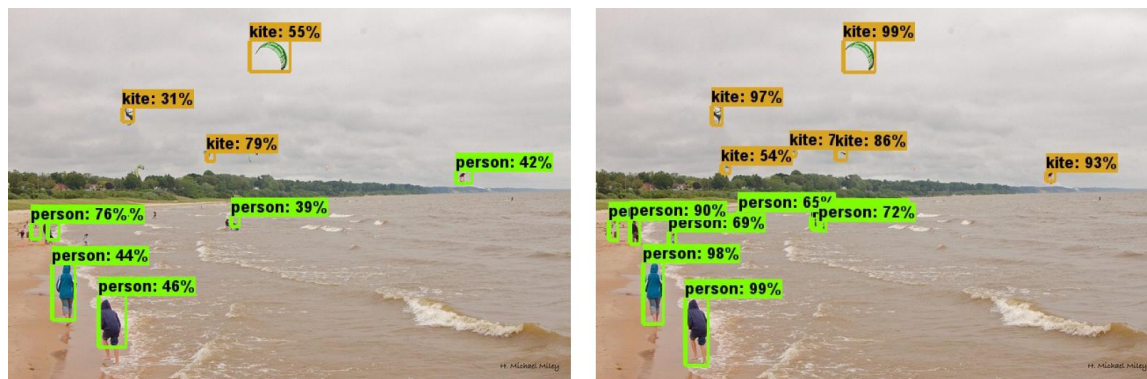 kite: 55%
kite: 31%
kite: 79%
person: 42%
person: 76%
%
person: 39%
person: 44%
person: 46%
H. Michael Miley
kite: 99%
kite: 97%
kite: 7
kite: 86%
kite: 54%
kite: 93%
person: 65%
pe
person: 90%
person: 72%
person: 69%
person: 98%
person: 99%
H. Michael Miley